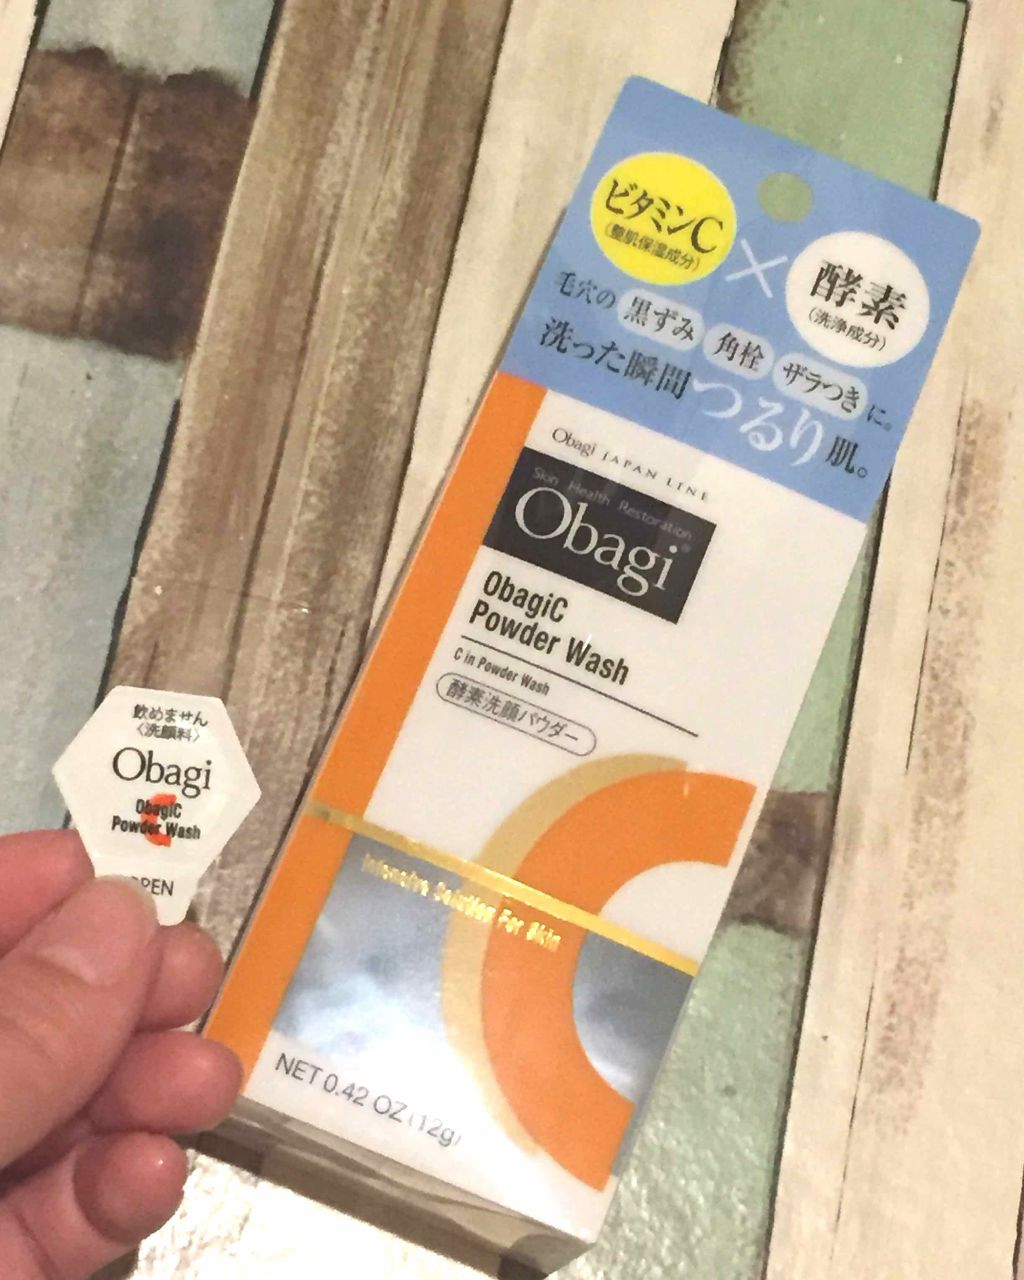 ビタミンC
(整肌保湿成分)
×
酵素
(洗浄成分)
毛穴の 黒ずみ 角栓 ザラつき に。
洗った瞬間つるり肌。
Obagi JAPAN LINE
Skin Health Restoration
Obagi®
ObagiC
Powder Wash
C in Powder Wash
酵素洗顔パウダー
Intensive Solution For Skin
NET 0.42 OZ (12g)
飲めません
〈洗顔料〉
Obagi
C
ObagiC
Powder Wash